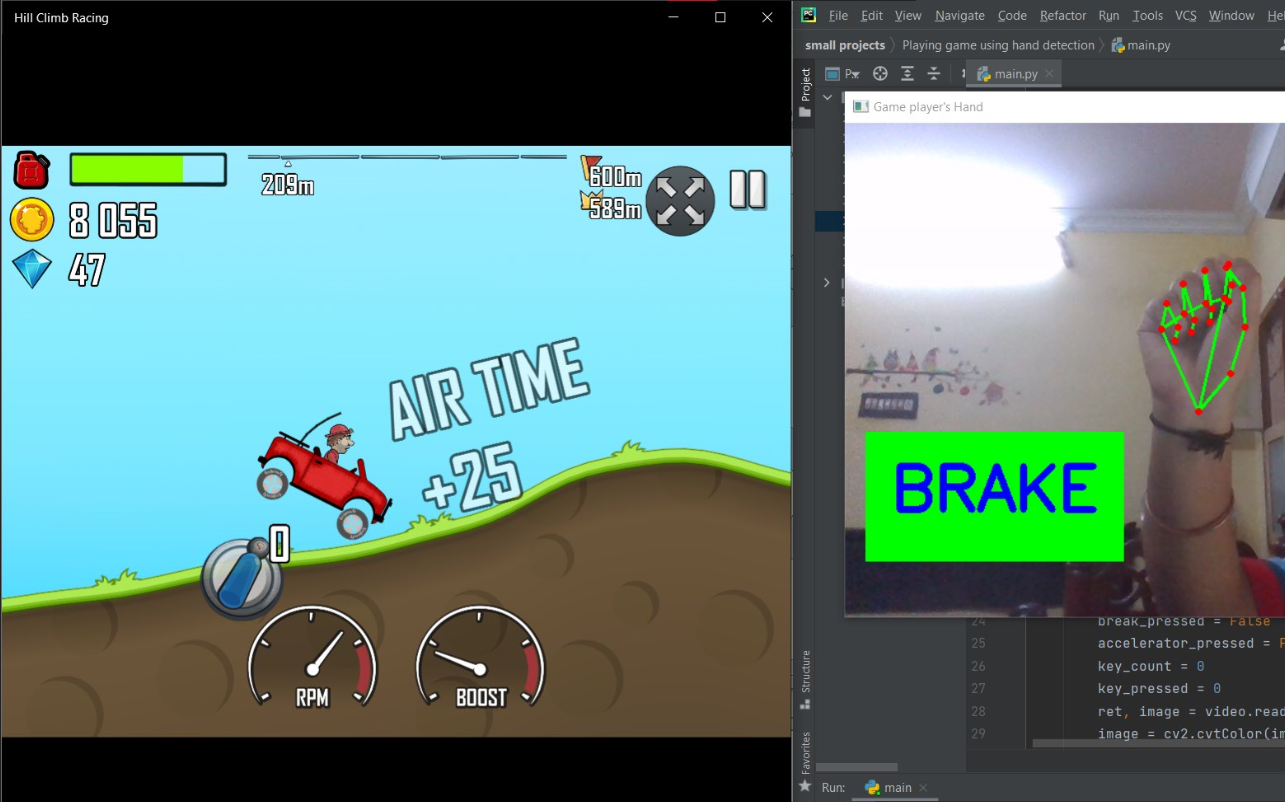 Hill Climb Racing
209m
600m
589m
8 055
47
AIR TIME
+25
0
RPM
BOOST
File Edit View Navigate Code Refactor Run Tools VCS Window
small projects Playing game using hand detection main.py
main.py
Project
Game player's Hand
BRAKE
24 break_pressed = False
25 accelerator_pressed = F
26 key_count = 0
27 key_pressed = 0
28 ret, image = video.read
29 image = cv2.cvtColor(im
Structure
Favorites
Run: main